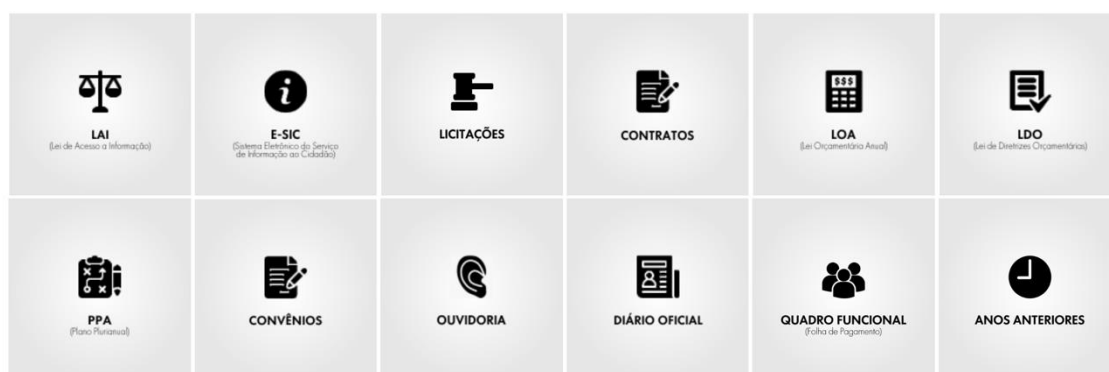 LAI
(Lei de Acesso a Informação)
E-SIC
(Sistema Eletrônico do Serviço
de Informação ao Cidadão)
LICITAÇÕES
CONTRATOS
$$$
LOA
(Lei Orçamentária Anual)
LDO
(Lei de Diretrizes Orçamentárias)
PPA
(Plano Plurianual)
CONVÊNIOS
OUVIDORIA
DIÁRIO OFICIAL
QUADRO FUNCIONAL
(Folha de Pagamento)
ANOS ANTERIORES